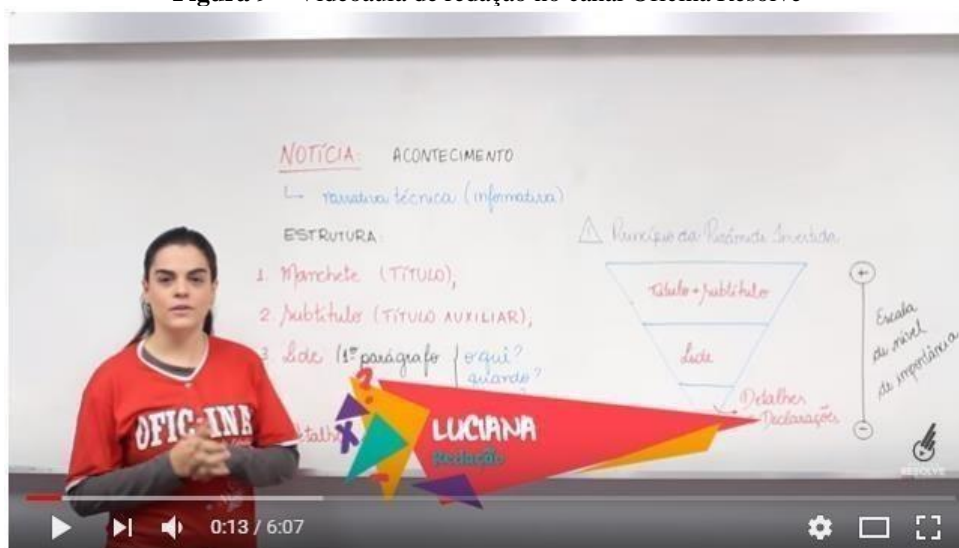 Videoaula de redação no canal Oficina Resolve
NOTÍCIA: ACONTECIMENTO
narrativa técnica (informativa)
ESTRUTURA:
1. Manchete (TÍTULO),
2. Subtítulo (TÍTULO AUXILIAR),
3. Lide (1º parágrafo
o quê?
quando?
Princípio da Pirâmide Invertida
Título + subtítulo
Lide
Detalhes
Declarações
+
Escala
de nível
de importância
-
OFICINA
LUCIANA
Redação
RESOLVE
0:13 / 6:07